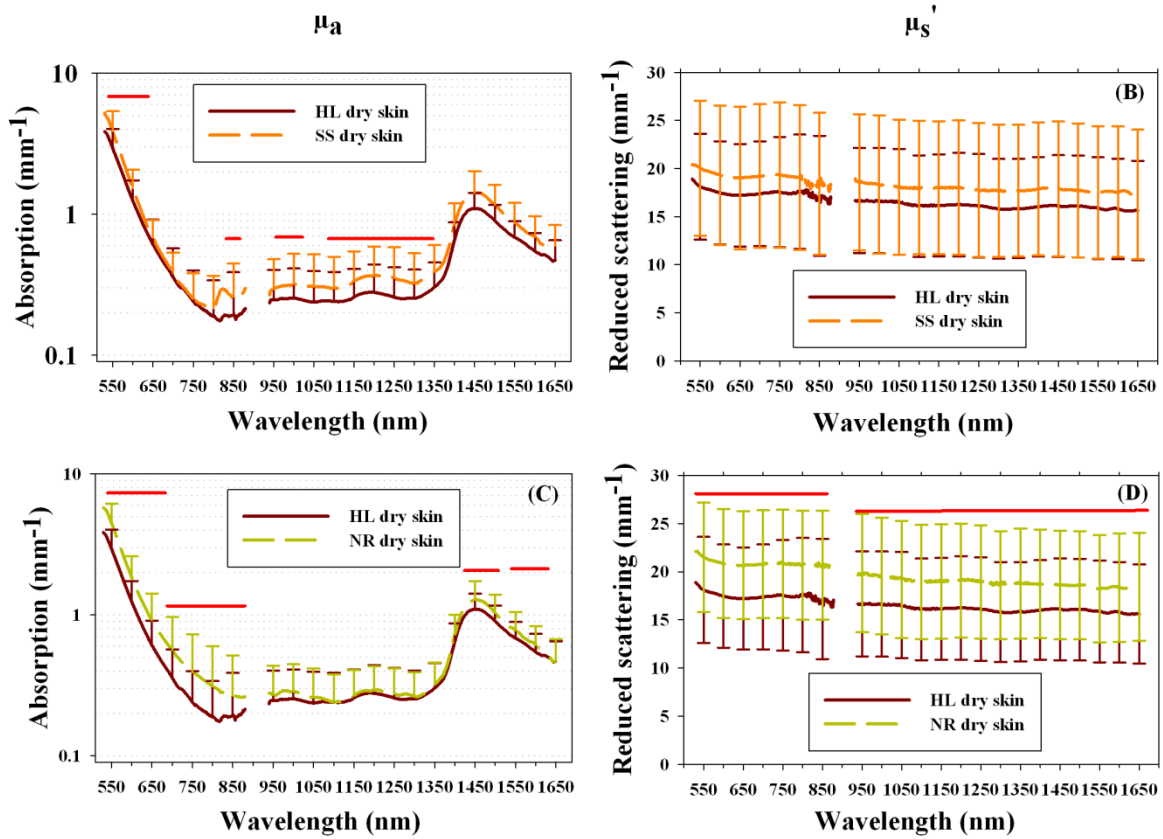 μa
μs'
Absorption (mm-1)
10
1
0.1
HL dry skin
SS dry skin
550 650 750 850 950 1050 1150 1250 1350 1450 1550 1650
Wavelength (nm)
Reduced scattering (mm-1)
30
25
20
15
10
5
0
(B)
HL dry skin
SS dry skin
550 650 750 850 950 1050 1150 1250 1350 1450 1550 1650
Wavelength (nm)
Absorption (mm-1)
10
1
0.1
(C)
HL dry skin
NR dry skin
550 650 750 850 950 1050 1150 1250 1350 1450 1550 1650
Wavelength (nm)
Reduced scattering (mm-1)
30
25
20
15
10
5
0
(D)
HL dry skin
NR dry skin
550 650 750 850 950 1050 1150 1250 1350 1450 1550 1650
Wavelength (nm)